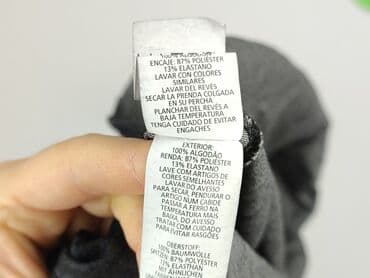 100% ALGODÓN
ENCAJE: 87% POLIÉSTER
13% ELASTANO
LAVAR CON COLORES
SIMILARES
LAVAR DEL REVÉS
SECAR LA PRENDA COLGADA
EN SU PERCHA
PLANCHAR DEL REVÉS A
BAJA TEMPERATURA
TENGA CUIDADO DE EVITAR
ENGACHES
EXTERIOR:
100% ALGODÃO
RENDA: 87% POLIÉSTER
13% ELASTANO
LAVE COM ARTIGOS DE
CORES SEMELHANTES
LAVAR DO AVESSO
PARA SECAR, PENDURAR O
ARTIGO NUM CABIDE
PASSAR A FERRO NA
TEMPERATURA MAIS
BAIXA DO AVESSO
TRATAR COM CUIDADO
PARA EVITAR RASGÕES
OBERSTOFF:
100% BAUMWOLLE
SPITZEN: 87% POLYESTER
13% ELASTHAN
MIT ÄHNLICHEN